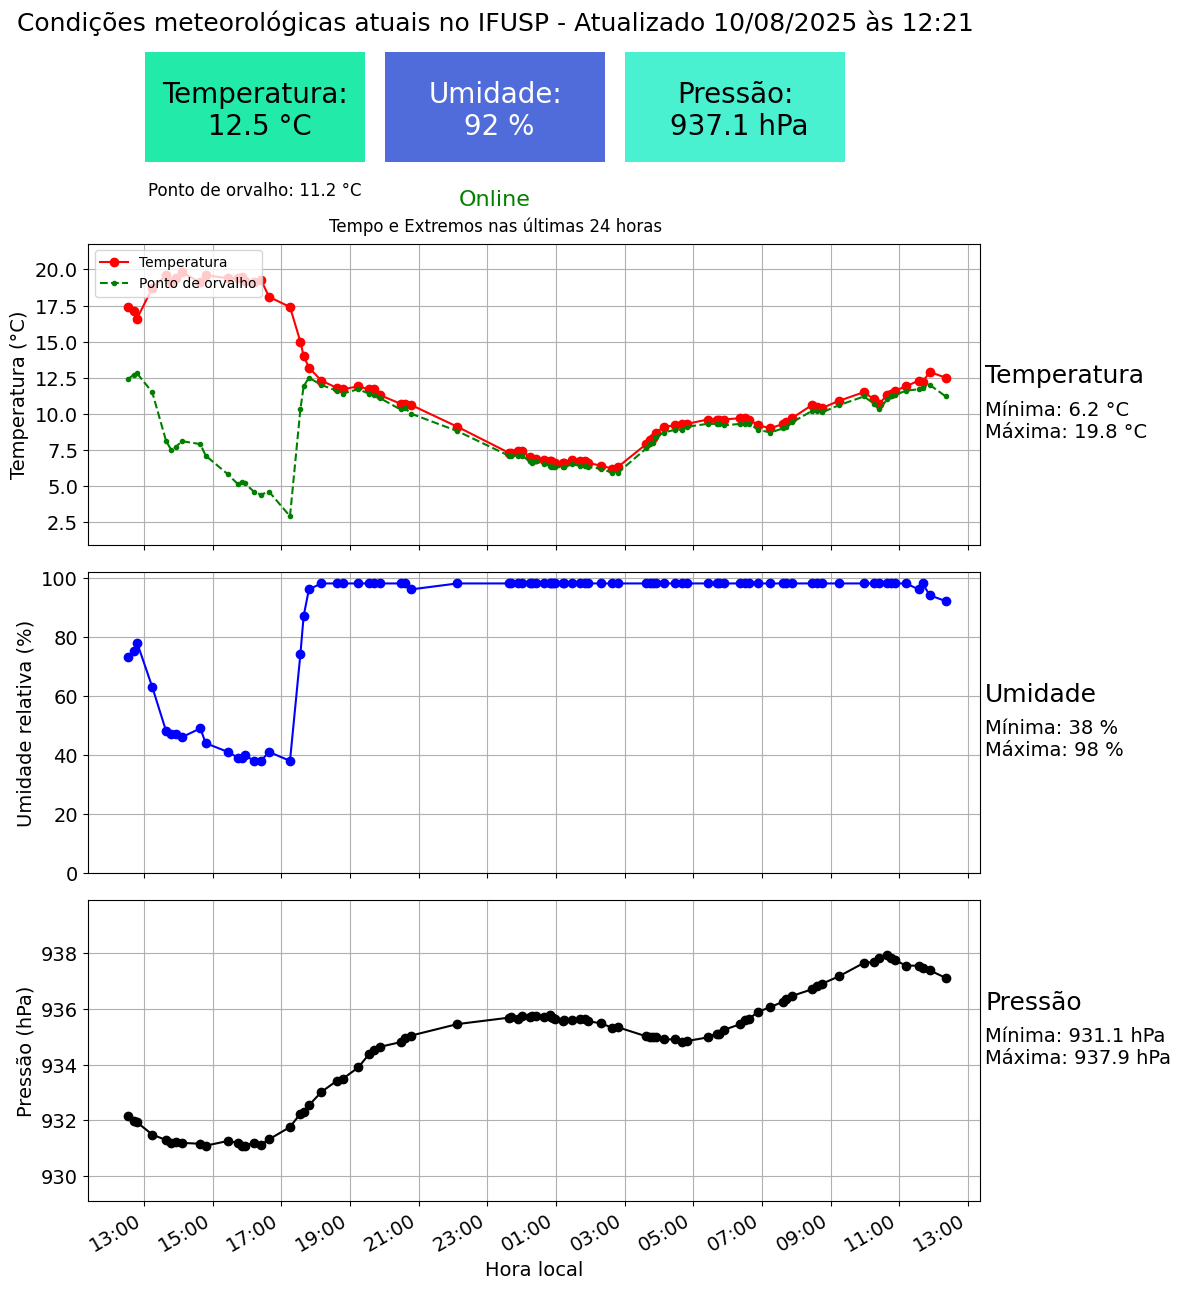 Condições meteorológicas atuais no IFUSP - Atualizado 10/08/2025 às 12:21
Temperatura:
12.5 °C
Umidade:
92 %
Pressão:
937.1 hPa
Ponto de orvalho: 11.2 °C
Online
Tempo e Extremos nas últimas 24 horas
Temperatura
Ponto de orvalho
Temperatura (°C)
20.0
17.5
15.0
12.5
10.0
7.5
5.0
2.5
Temperatura
Mínima: 6.2 °C
Máxima: 19.8 °C
Umidade relativa (%)
100
80
60
40
20
0
Umidade
Mínima: 38 %
Máxima: 98 %
Pressão (hPa)
938
936
934
932
930
Pressão
Mínima: 931.1 hPa
Máxima: 937.9 hPa
13:00
15:00
17:00
19:00
21:00
23:00
01:00
03:00
05:00
07:00
09:00
11:00
13:00
Hora local